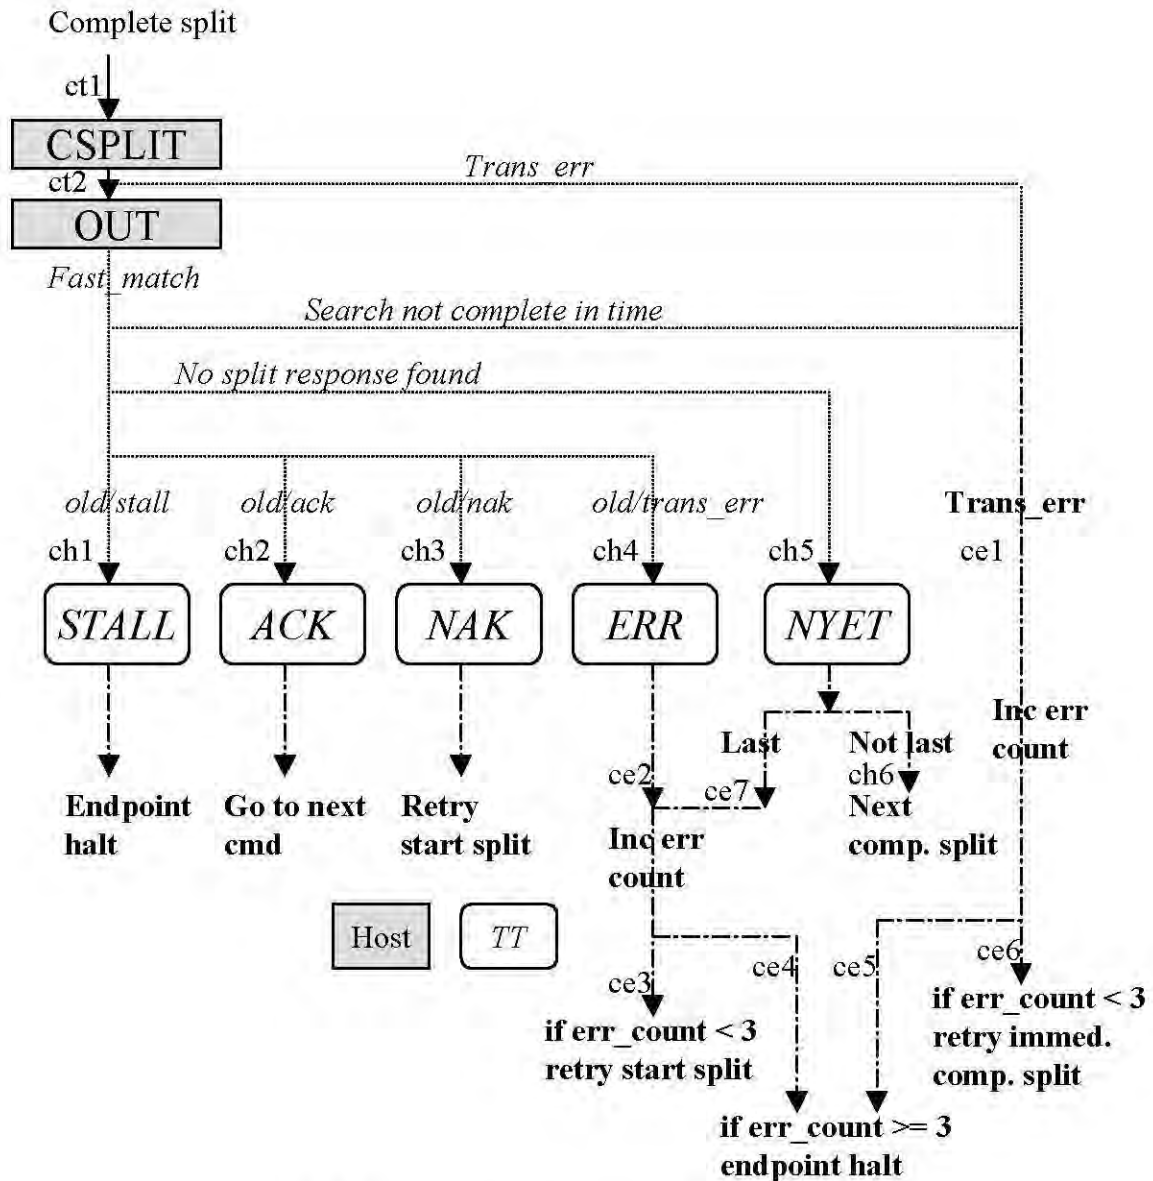 Complete split
ct1
CSPLIT
Trans_err
ct2
OUT
Fast_match
Search not complete in time
No split response found
old/stall
old/ack
old/nak
old/trans_err
Trans_err
ch1
ch2
ch3
ch4
ch5
ce1
STALL
ACK
NAK
ERR
NYET
Inc err
count
Last
Not last
ce2
ce7
ch6
Endpoint
halt
Go to next
cmd
Retry
start split
Next
comp. split
Inc err
count
Host
TT
ce3
ce4
ce5
ce6
if err_count < 3
retry start split
if err_count < 3
retry immed.
comp. split
if err_count >= 3
endpoint halt